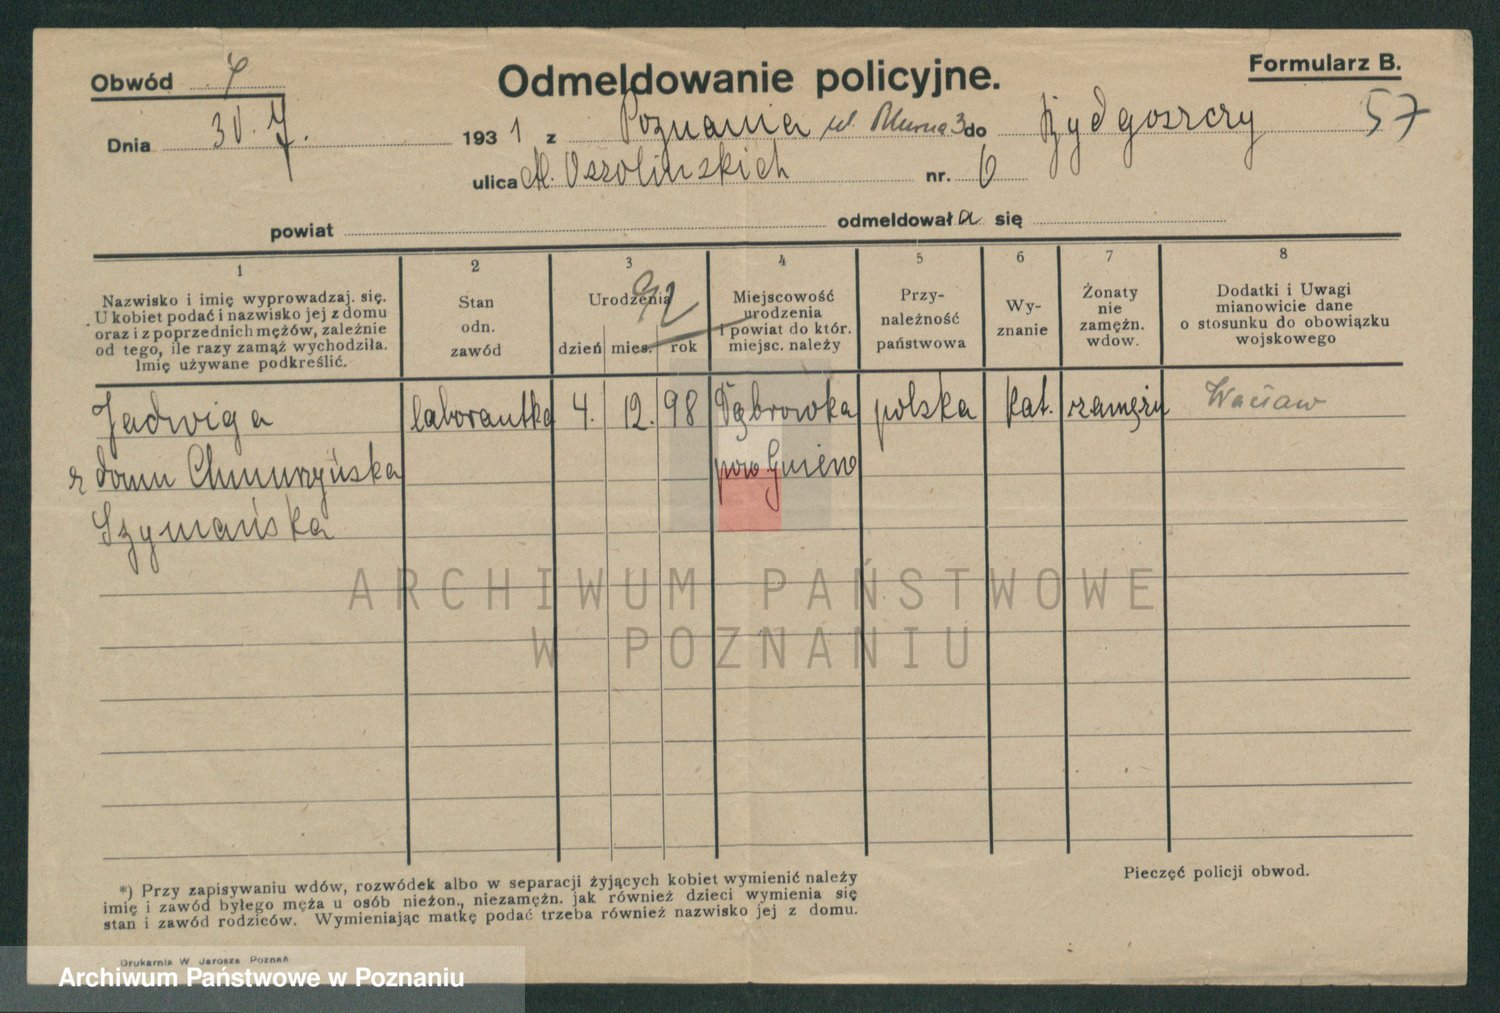 Obwód 7
Odmeldowanie policyjne.
Formularz B.
Dnia 30. 7. 1931 z Poznania ul. 3 do Bydgoszczy 57
ulica Al. Ossolińskich nr. 6
powiat odmeldował a się
1 2 3 4 5 6 7 8
92
Nazwisko i imię wyprowadzaj. się.
U kobiet podać i nazwisko jej z domu
oraz i z poprzednich mężów, zależnie
od tego, ile razy zamąż wychodziła.
Imię używane podkreślić.
Stan
odn.
zawód
Urodzenia
dzień mies. rok
Miejscowość
urodzenia
i powiat do któr.
miejsc. należy
Przy-
należność
państwowa
Wy-
znanie
Żonaty
nie
zamężn.
wdow.
Dodatki i Uwagi
mianowicie dane
o stosunku do obowiązku
wojskowego
Jadwiga laborantka 4. 12. 98 Dąbrowka polska kat. zamężn Wacław
z domu Chmurzyńska pow Gniew
Szymańska
ARCHIWUM PAŃSTWOWE
W POZNANIU
*) Przy zapisywaniu wdów, rozwódek albo w separacji żyjących kobiet wymienić należy
imię i zawód byłego męża u osób nieżon., niezamężn. jak również dzieci wymienia się
stan i zawód rodziców. Wymieniając matkę podać trzeba również nazwisko jej z domu.
Pieczęć policji obwod.
Drukarnia W Jarosza Poznań
Archiwum Państwowe w Poznaniu